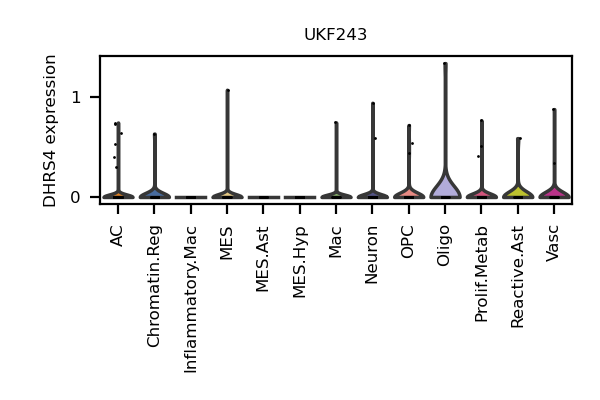 UKF243
DHRS4 expression
1
0
AC
Chromatin.Reg
Inflammatory.Mac
MES
MES.Ast
MES.Hyp
Mac
Neuron
OPC
Oligo
Prolif.Metab
Reactive.Ast
Vasc